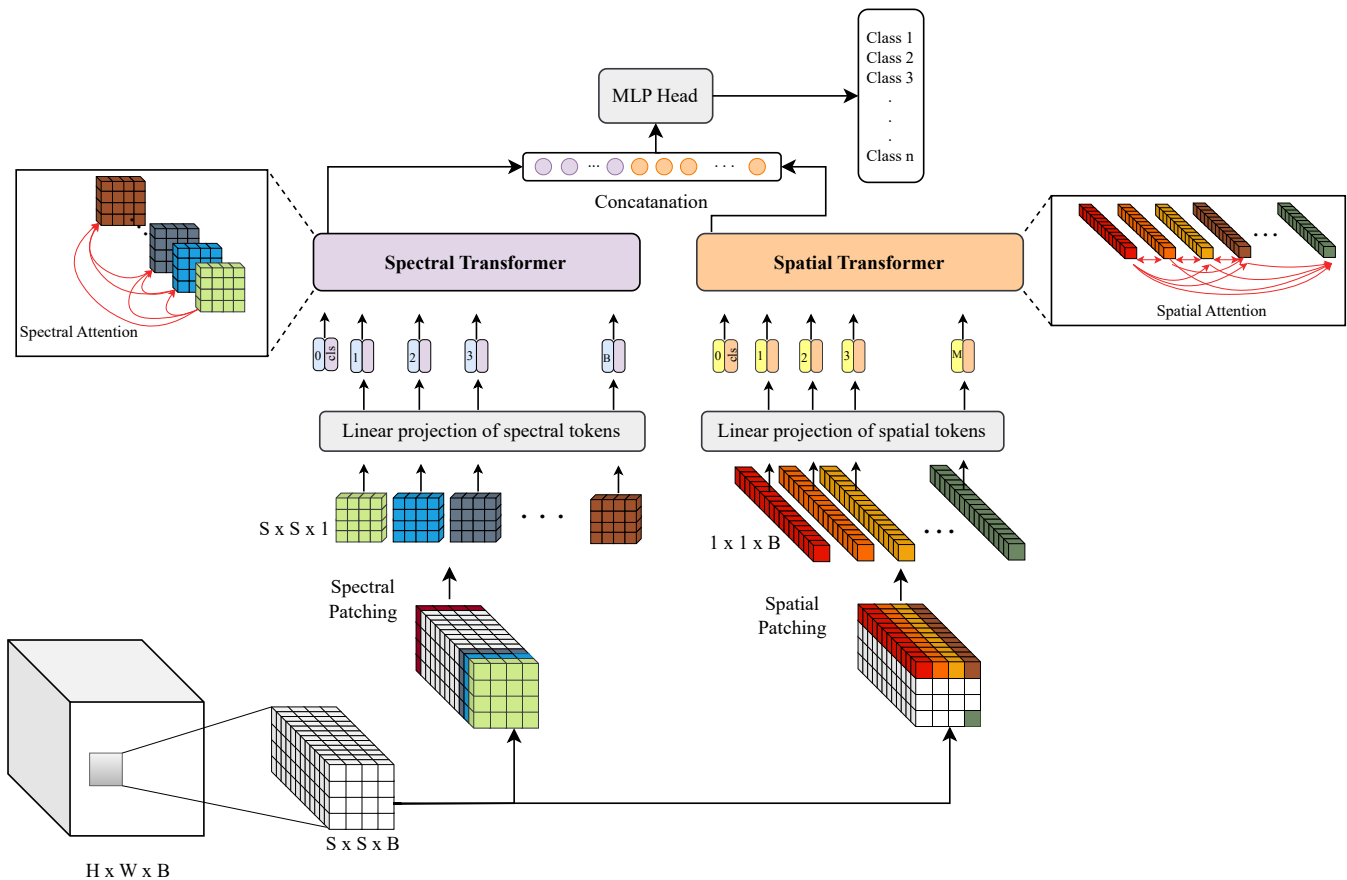 Class 1
Class 2
Class 3
.
.
.
Class n
MLP Head
... . . .
Concatanation
Spectral Transformer
Spatial Transformer
Spectral Attention
...
Spatial Attention
0 cls
1
2
3
B
0 cls
1
2
3
M
Linear projection of spectral tokens
Linear projection of spatial tokens
S x S x 1
. . .
1 x 1 x B
...
Spectral
Patching
Spatial
Patching
S x S x B
H x W x B